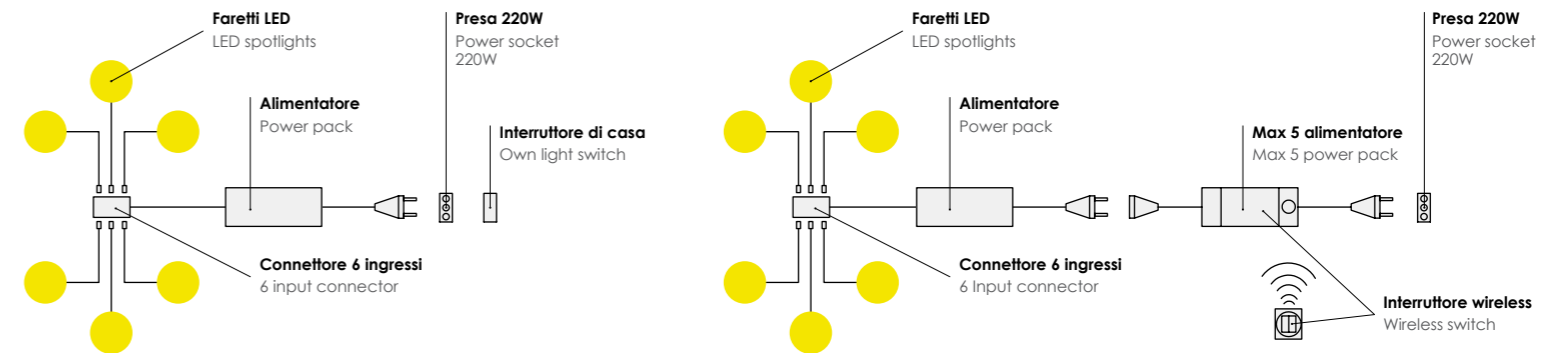 Faretti LED
LED spotlights
Presa 220W
Power socket
220W
Alimentatore
Power pack
Interruttore di casa
Own light switch
Connettore 6 ingressi
6 input connector
Faretti LED
LED spotlights
Presa 220W
Power socket
220W
Alimentatore
Power pack
Max 5 alimentatore
Max 5 power pack
Connettore 6 ingressi
6 Input connector
Interruttore wireless
Wireless switch